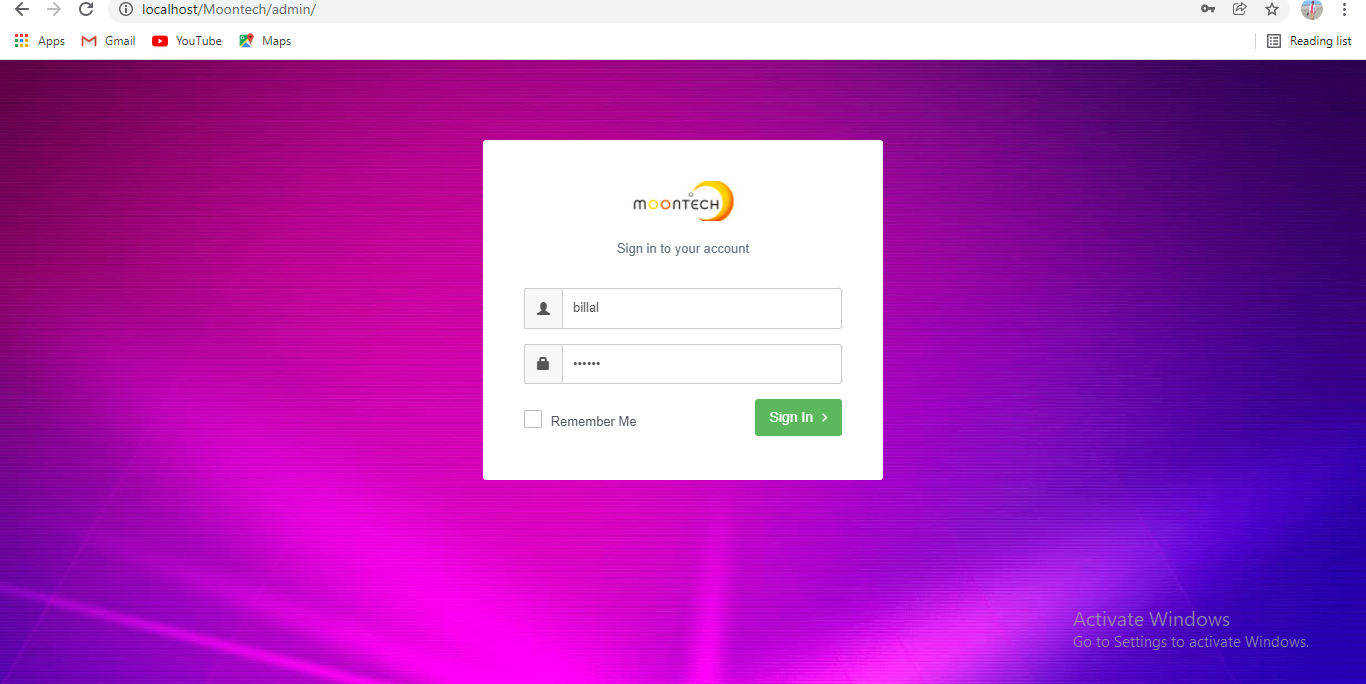 localhost/Moontech/admin/
Apps Gmail YouTube Maps Reading list
MOONTECH
Sign in to your account
billal
••••••
Remember Me
Sign In
Activate Windows
Go to Settings to activate Windows.